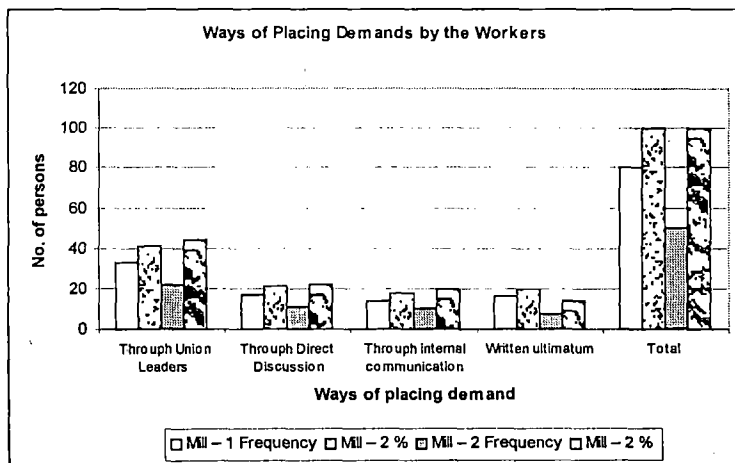 Ways of Placing Demands by the Workers
No. of persons
120
100
80
60
40
20
0
Through Union Leaders
Through Direct Discussion
Through internal communication
Written ultimatum
Total
Ways of placing demand
Mill – 1 Frequency Mill – 2 % Mill – 2 Frequency Mill – 2 %